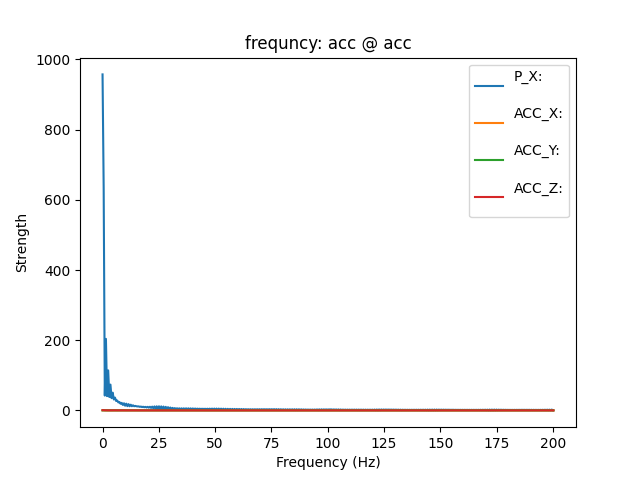 frequncy: acc @ acc
1000
800
600
400
200
0
Strength
P_X:
ACC_X:
ACC_Y:
ACC_Z:
0 25 50 75 100 125 150 175 200
Frequency (Hz)